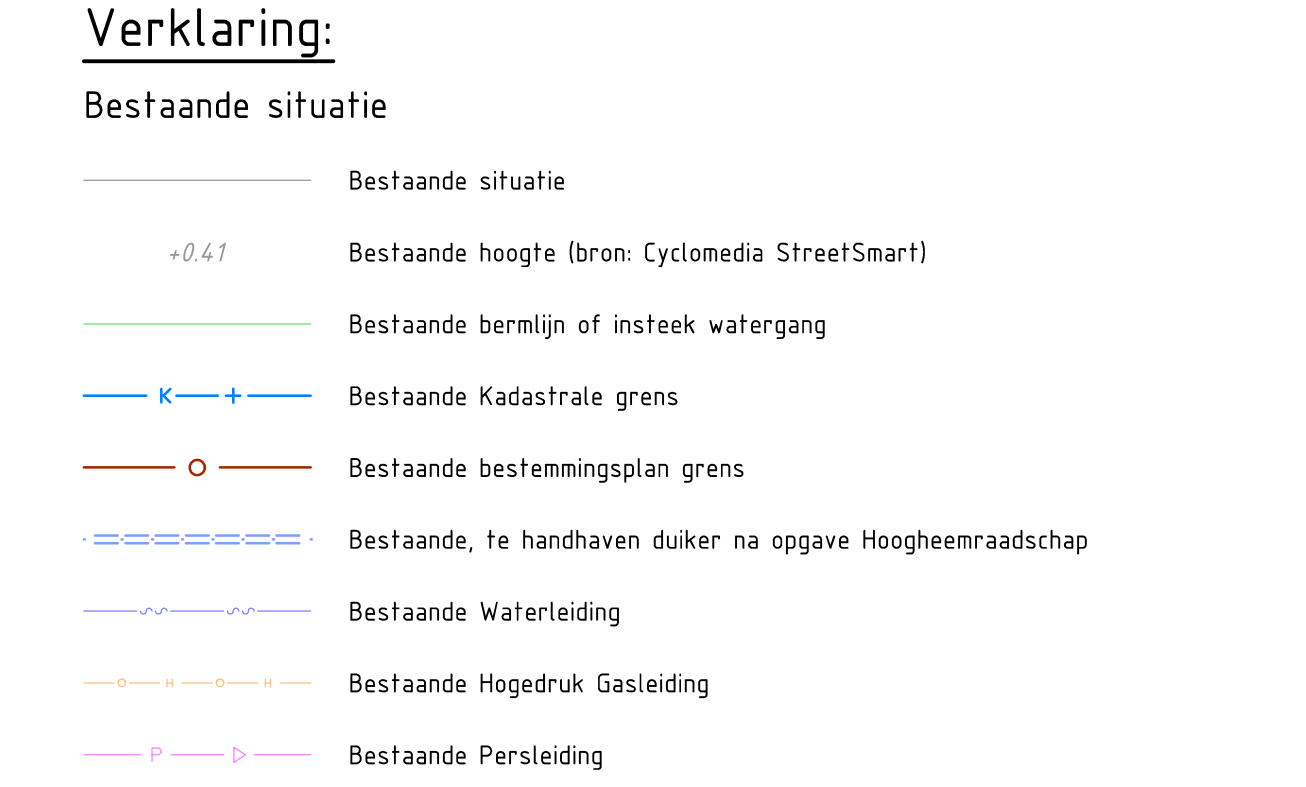 Verklaring:
Bestaande situatie
Bestaande situatie
+0.41 Bestaande hoogte (bron: Cyclomedia StreetSmart)
Bestaande bermlijn of insteek watergang
K + Bestaande Kadastrale grens
O Bestaande bestemmingsplan grens
Bestaande, te handhaven duiker na opgave Hoogheemraadschap
Bestaande Waterleiding
O H O H Bestaande Hogedruk Gasleiding
P Bestaande Persleiding